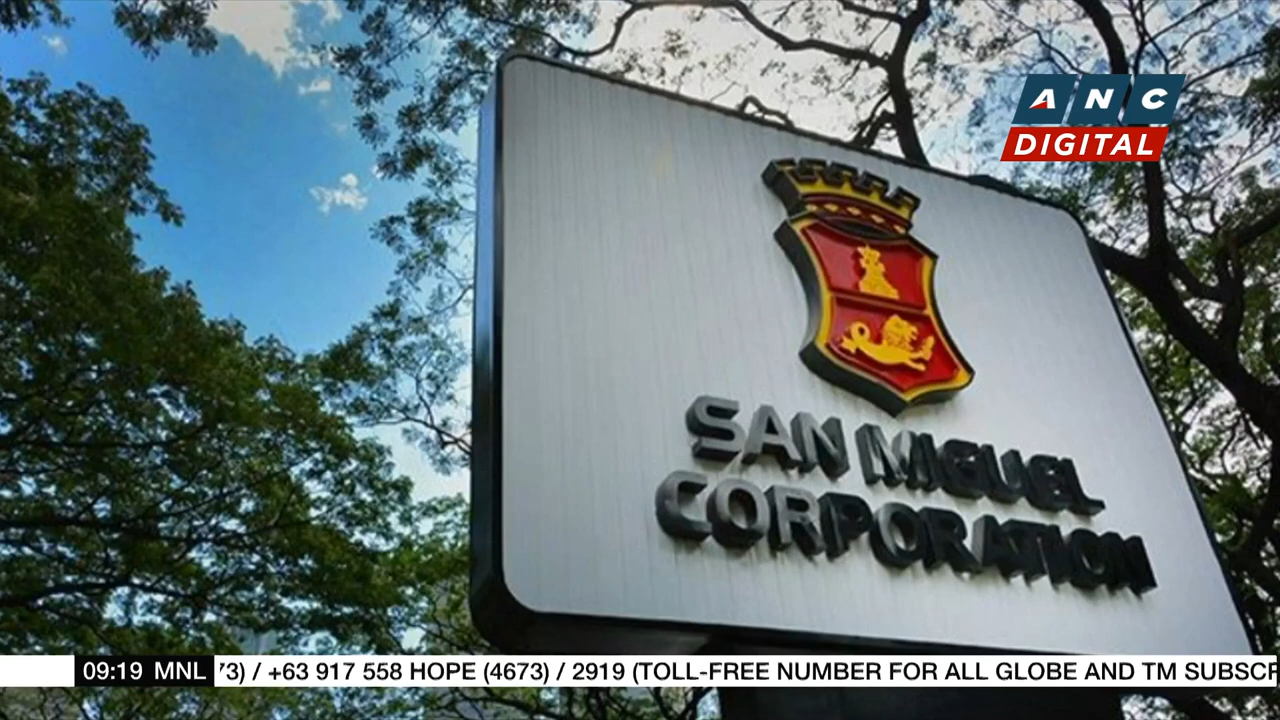 ANC
DIGITAL
SAN MIGUEL
CORPORATION
09:19 MNL 73) / +63 917 558 HOPE (4673) / 2919 (TOLL-FREE NUMBER FOR ALL GLOBE AND TM